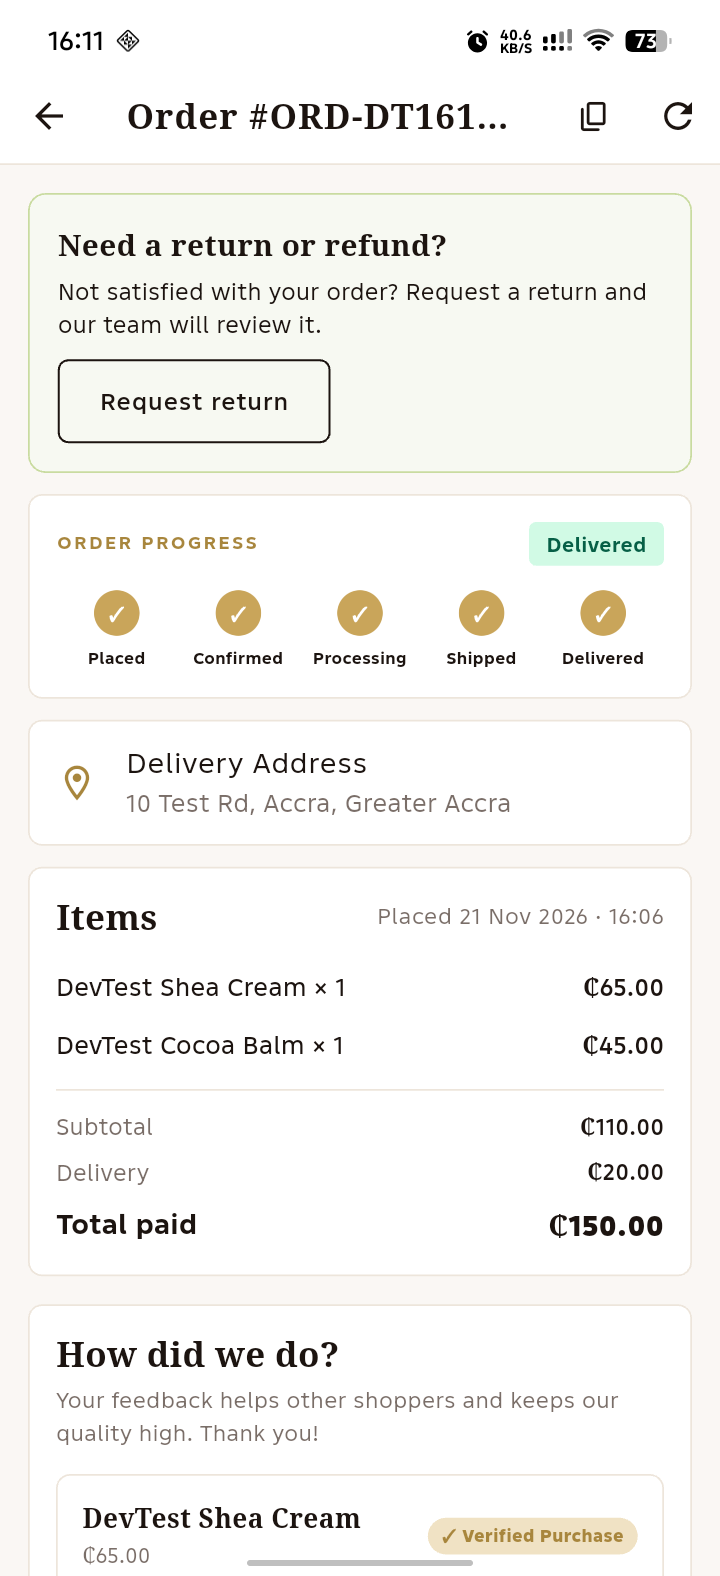 16:11
40.6 KB/S
73
Order #ORD-DT161...
Need a return or refund?
Not satisfied with your order? Request a return and
our team will review it.
Request return
ORDER PROGRESS
Delivered
✓ ✓ ✓ ✓ ✓
Placed Confirmed Processing Shipped Delivered
Delivery Address
10 Test Rd, Accra, Greater Accra
Items
Placed 21 Nov 2026 · 16:06
DevTest Shea Cream × 1 ₵65.00
DevTest Cocoa Balm × 1 ₵45.00
Subtotal ₵110.00
Delivery ₵20.00
Total paid ₵150.00
How did we do?
Your feedback helps other shoppers and keeps our
quality high. Thank you!
DevTest Shea Cream
✓ Verified Purchase
₵65.00